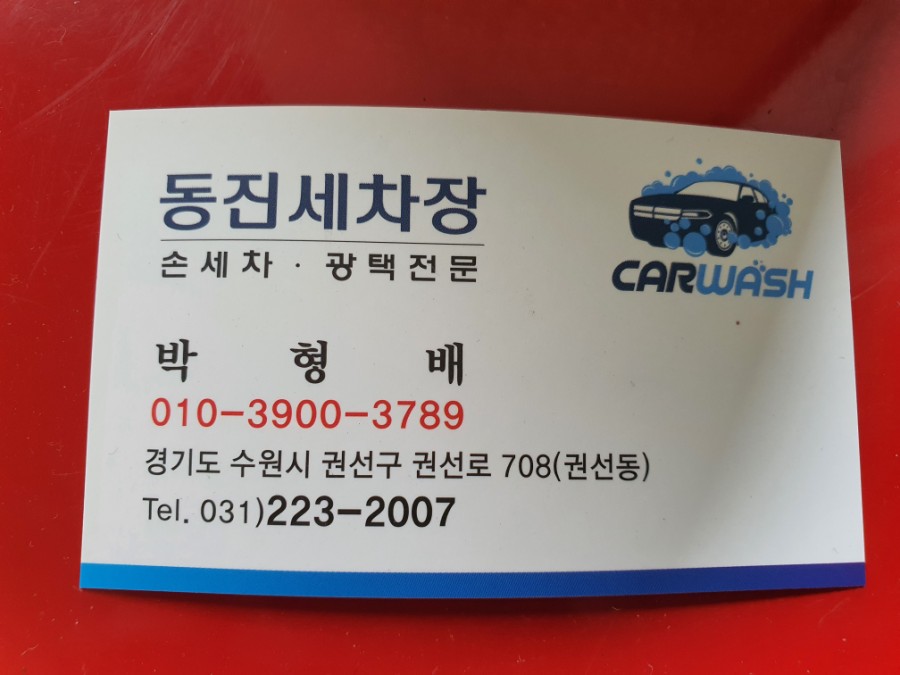 동진세차장
손세차 · 광택전문
CARWASH
박 형 배
010-3900-3789
경기도 수원시 권선구 권선로 708(권선동)
Tel. 031)223-2007